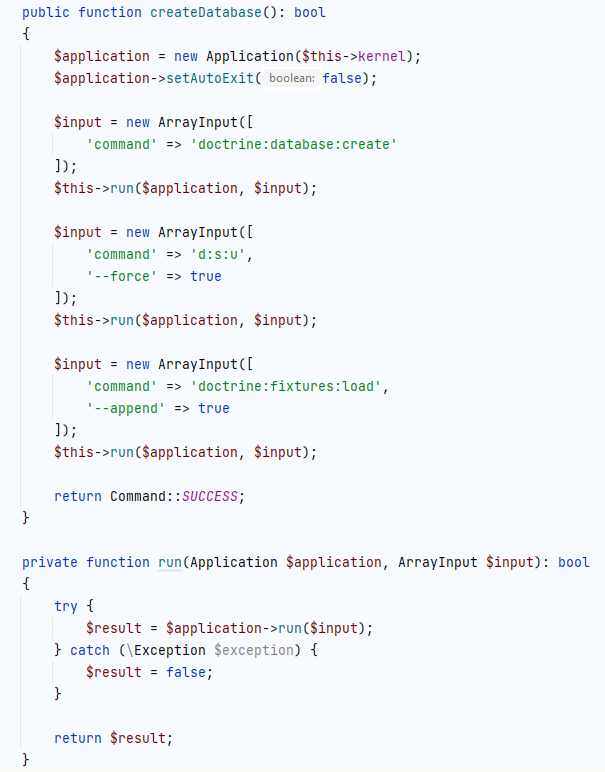 public function createDatabase(): bool
{
    $application = new Application($this->kernel);
    $application->setAutoExit( boolean: false);

    $input = new ArrayInput([
        'command' => 'doctrine:database:create'
    ]);
    $this->run($application, $input);

    $input = new ArrayInput([
        'command' => 'd:s:u',
        '--force' => true
    ]);
    $this->run($application, $input);

    $input = new ArrayInput([
        'command' => 'doctrine:fixtures:load',
        '--append' => true
    ]);
    $this->run($application, $input);

    return Command::SUCCESS;
}

private function run(Application $application, ArrayInput $input): bool
{
    try {
        $result = $application->run($input);
    } catch (\Exception $exception) {
        $result = false;
    }

    return $result;
}